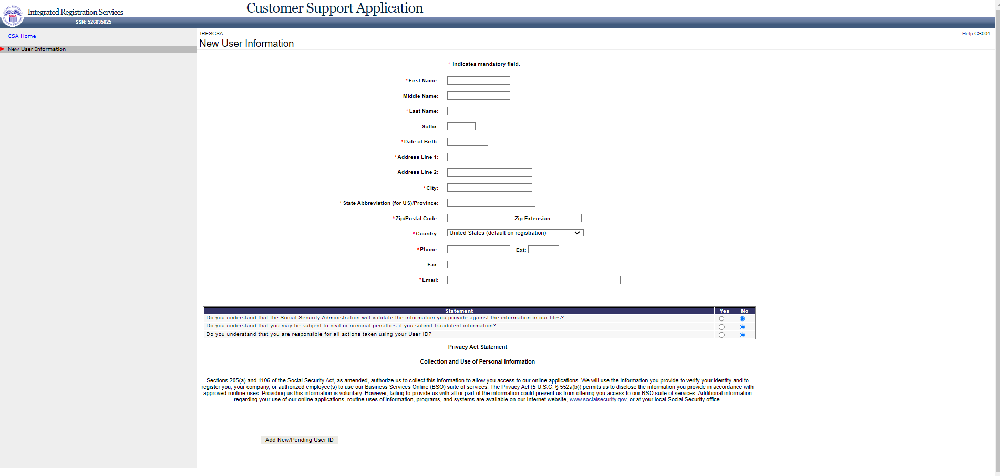 Customer Support Application
Integrated Registration Services
SSN: 526035025
CSA Home
New User Information
IRESCSA
Help CS004
New User Information
* indicates mandatory field.
*First Name:
Middle Name:
*Last Name:
Suffix:
*Date of Birth:
*Address Line 1:
Address Line 2:
*City:
* State Abbreviation (for US)/Province:
*Zip/Postal Code: Zip Extension:
*Country: United States (default on registration)
*Phone: Ext:
Fax:
*Email:
Statement Yes No
Do you understand that the Social Security Administration will validate the information you provide against the information in our files?
Do you understand that you may be subject to civil or criminal penalties if you submit fraudulent information?
Do you understand that you are responsible for all actions taken using your User ID?
Privacy Act Statement
Collection and Use of Personal Information
Sections 205(a) and 1106 of the Social Security Act, as amended, authorize us to collect this information to allow you access to our online applications. We will use the information you provide to verify your identity and to
register you, your company, or authorized employee(s) to use our Business Services Online (BSO) suite of services. The Privacy Act (5 U.S.C. § 552a(b)) permits us to disclose the information you provide in accordance with
approved routine uses. Providing us this information is voluntary. However, failing to provide us with all or part of the information could prevent us from offering you access to our BSO suite of services. Additional information
regarding your use of our online applications, routine uses of information, programs, and systems are available on our Internet website, www.socialsecurity.gov, or at your local Social Security office.
Add New/Pending User ID
SOCIAL SECURITY
USA
ADMINISTRATION